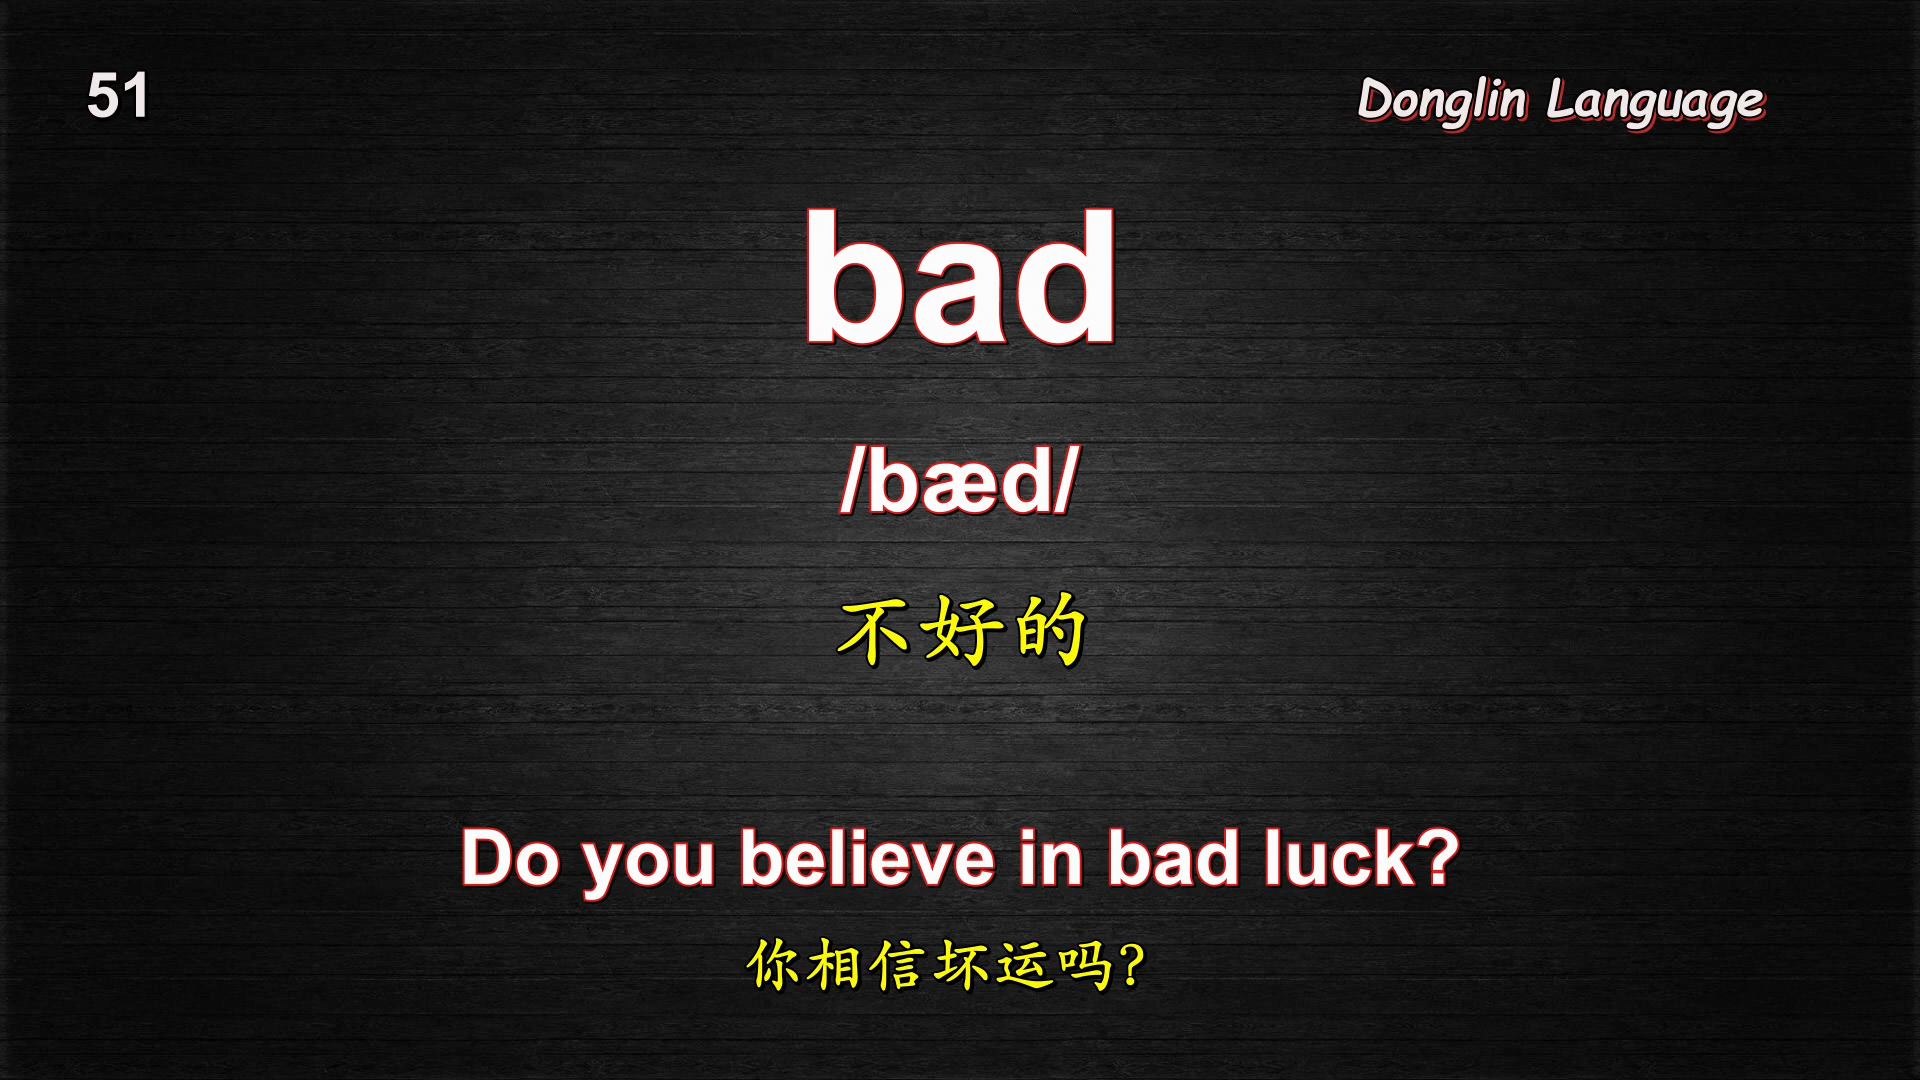 51
Donglin Language
bad
/bæd/
不好的
Do you believe in bad luck?
你相信坏运吗?